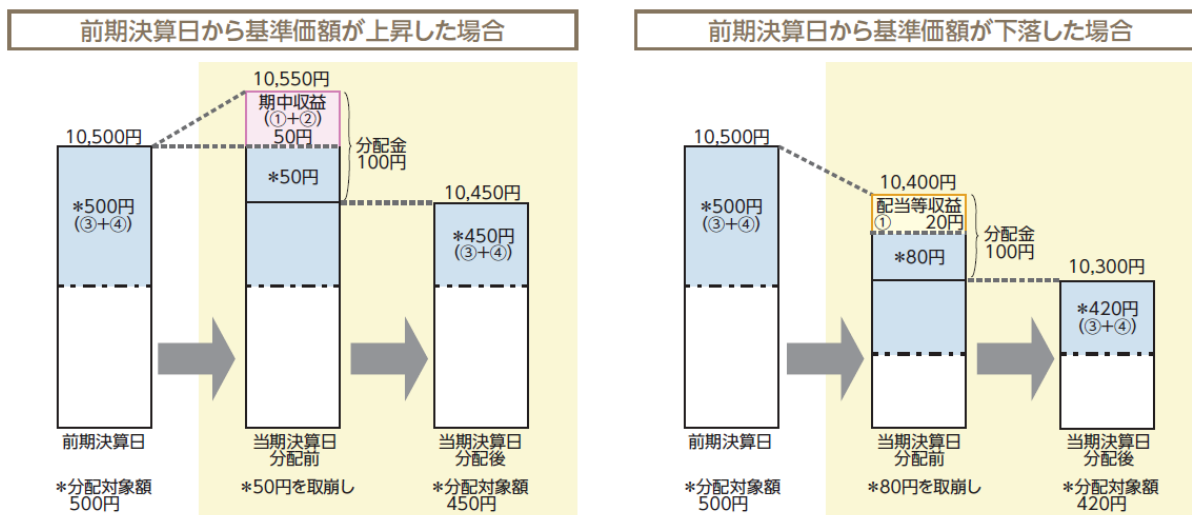 前期決算日から基準価額が上昇した場合
10,550円
期中収益
(①+②)
50円
10,500円
分配金
100円
*50円
10,450円
*500円
(③+④)
*450円
(③+④)
前期決算日
当期決算日
分配前
当期決算日
分配後
*分配対象額
500円
*50円を取崩し
*分配対象額
450円
前期決算日から基準価額が下落した場合
10,500円
10,400円
配当等収益
① 20円
*500円
(③+④)
分配金
100円
*80円
10,300円
*420円
(③+④)
前期決算日
当期決算日
分配前
当期決算日
分配後
*分配対象額
500円
*80円を取崩し
*分配対象額
420円